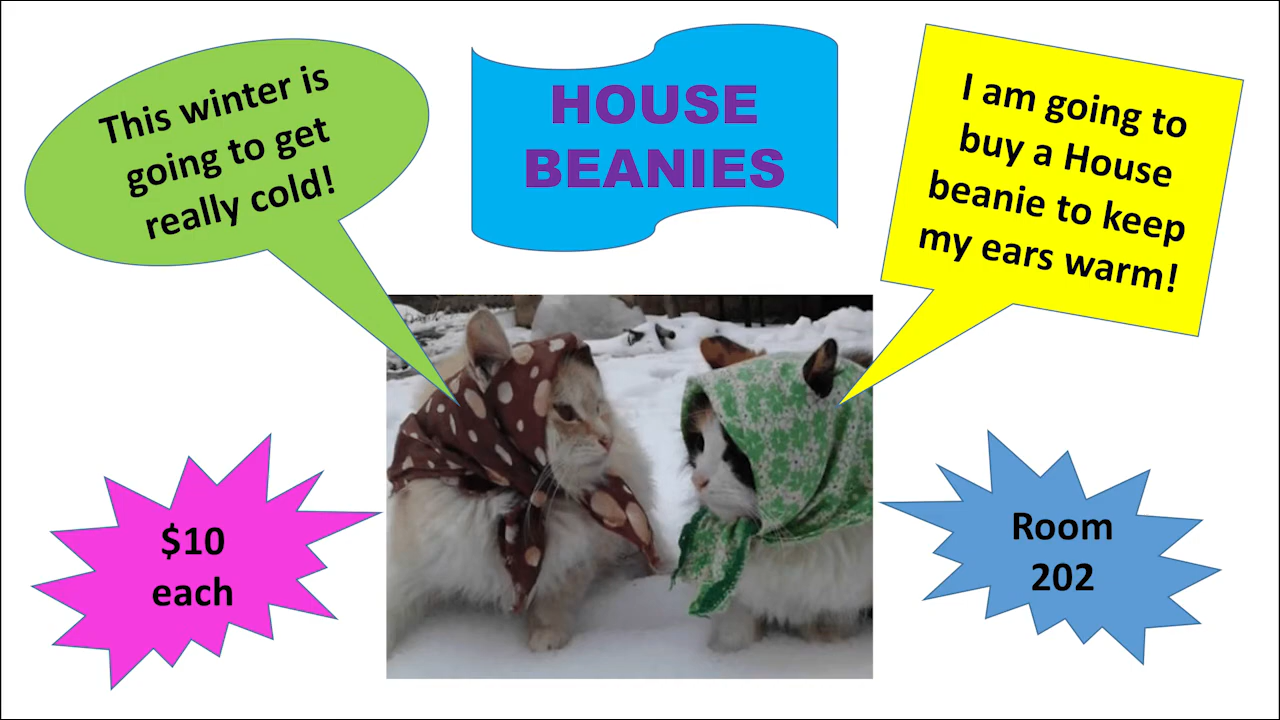 This winter is
going to get
really cold!
HOUSE
BEANIES
I am going to
buy a House
beanie to keep
my ears warm!
$10
each
Room
202